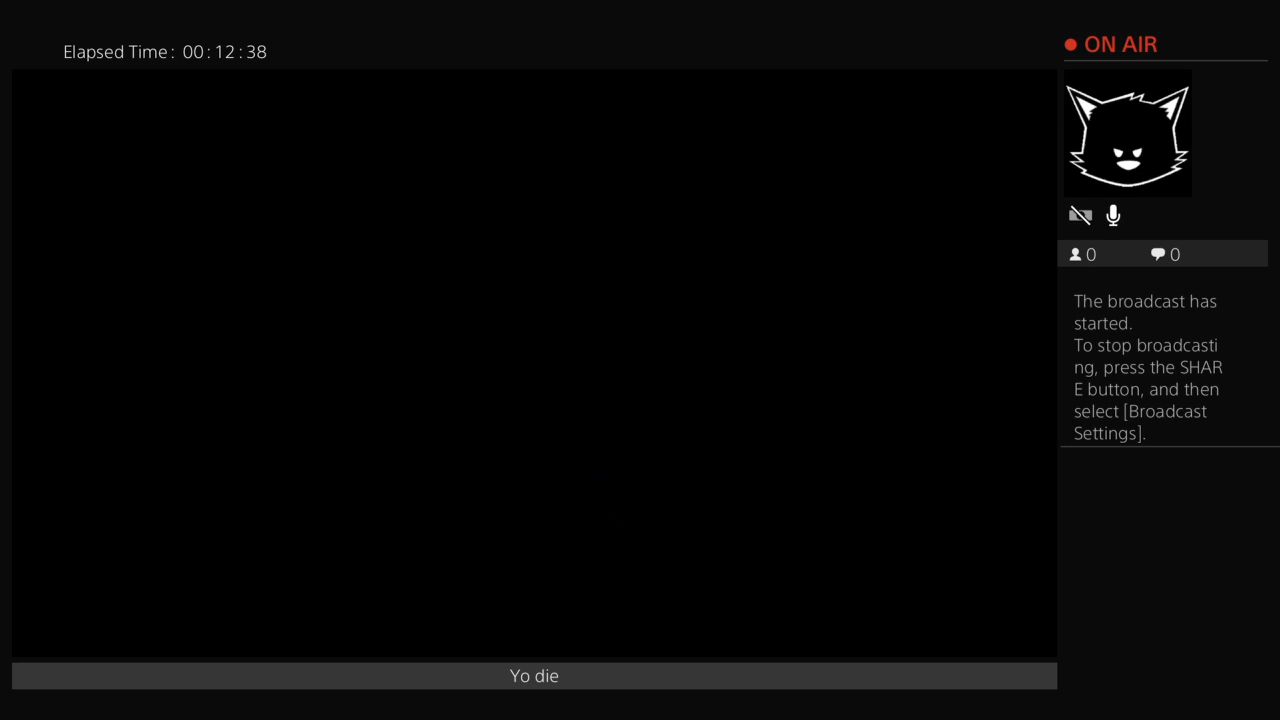 Elapsed Time: 00:12:38
ON AIR
0 0
The broadcast has
started.
To stop broadcasti
ng, press the SHAR
E button, and then
select [Broadcast
Settings].
Yo die